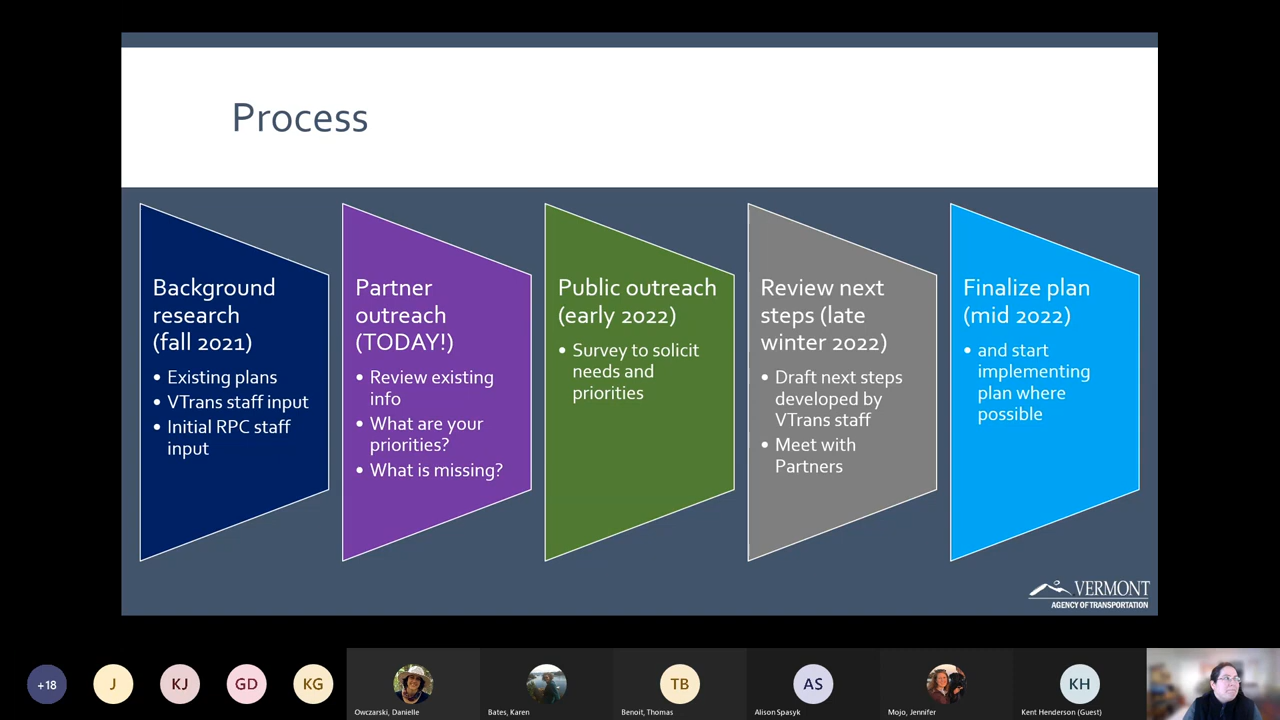 Process
Background
research
(fall 2021)
• Existing plans
• VTrans staff input
• Initial RPC staff
input
Partner
outreach
(TODAY!)
• Review existing
info
• What are your
priorities?
• What is missing?
Public outreach
(early 2022)
• Survey to solicit
needs and
priorities
Review next
steps (late
winter 2022)
• Draft next steps
developed by
VTrans staff
• Meet with
Partners
Finalize plan
(mid 2022)
• and start
implementing
plan where
possible
VERMONT
AGENCY OF TRANSPORTATION
+18
J
KJ
GD
KG
Owczarski, Danielle
Bates, Karen
TB
Benoit, Thomas
AS
Alison Spasyk
Mojo, Jennifer
KH
Kent Henderson (Guest)